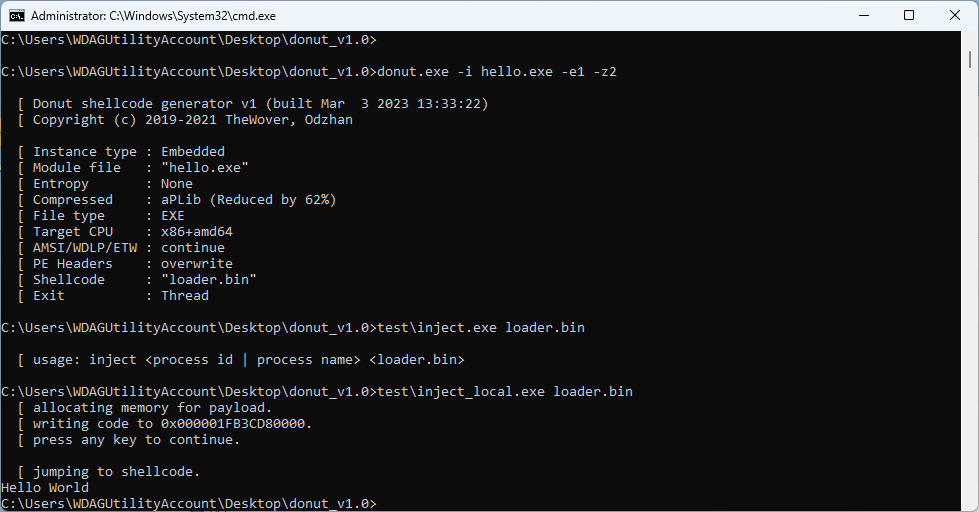 Administrator: C:\Windows\System32\cmd.exe
C:\Users\WDAGUtilityAccount\Desktop\donut_v1.0>
C:\Users\WDAGUtilityAccount\Desktop\donut_v1.0>donut.exe -i hello.exe -e1 -z2
[ Donut shellcode generator v1 (built Mar  3 2023 13:33:22)
[ Copyright (c) 2019-2021 TheWover, Odzhan
[ Instance type : Embedded
[ Module file   : "hello.exe"
[ Entropy       : None
[ Compressed    : aPLib (Reduced by 62%)
[ File type     : EXE
[ Target CPU    : x86+amd64
[ AMSI/WDLP/ETW : continue
[ PE Headers    : overwrite
[ Shellcode     : "loader.bin"
[ Exit          : Thread
C:\Users\WDAGUtilityAccount\Desktop\donut_v1.0>test\inject.exe loader.bin
[ usage: inject <process id | process name> <loader.bin>
C:\Users\WDAGUtilityAccount\Desktop\donut_v1.0>test\inject_local.exe loader.bin
[ allocating memory for payload.
[ writing code to 0x000001FB3CD80000.
[ press any key to continue.
[ jumping to shellcode.
Hello World
C:\Users\WDAGUtilityAccount\Desktop\donut_v1.0>